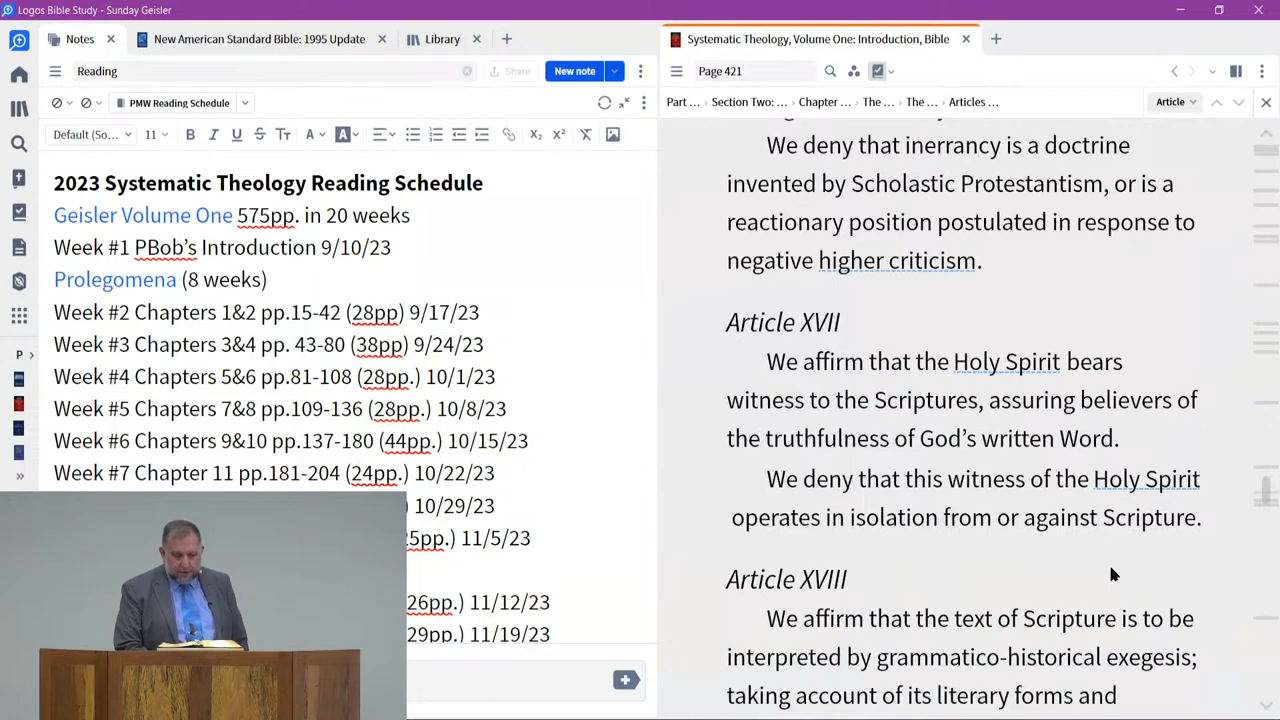 Logos Bible Study - Sunday Geisler
Notes
New American Standard Bible: 1995 Update
Library
Reading
Share
New note
PMW Reading Schedule
Default (So...
11
B I U S Tт A A
X₂ X²
2023 Systematic Theology Reading Schedule
Geisler Volume One 575pp. in 20 weeks
Week #1 PBob’s Introduction 9/10/23
Prolegomena (8 weeks)
Week #2 Chapters 1&2 pp.15-42 (28pp) 9/17/23
Week #3 Chapters 3&4 pp. 43-80 (38pp) 9/24/23
Week #4 Chapters 5&6 pp.81-108 (28pp.) 10/1/23
Week #5 Chapters 7&8 pp.109-136 (28pp.) 10/8/23
Week #6 Chapters 9&10 pp.137-180 (44pp.) 10/15/23
Week #7 Chapter 11 pp.181-204 (24pp.) 10/22/23
10/29/23
5pp.) 11/5/23
26pp.) 11/12/23
29pp.) 11/19/23
P
Systematic Theology, Volume One: Introduction, Bible
Page 421
Part ... › Section Two: ... › Chapter ... › The ... › The ... › Articles ...
Article
We deny that inerrancy is a doctrine
invented by Scholastic Protestantism, or is a
reactionary position postulated in response to
negative higher criticism.
Article XVII
We affirm that the Holy Spirit bears
witness to the Scriptures, assuring believers of
the truthfulness of God’s written Word.
We deny that this witness of the Holy Spirit
operates in isolation from or against Scripture.
Article XVIII
We affirm that the text of Scripture is to be
interpreted by grammatico-historical exegesis;
taking account of its literary forms and